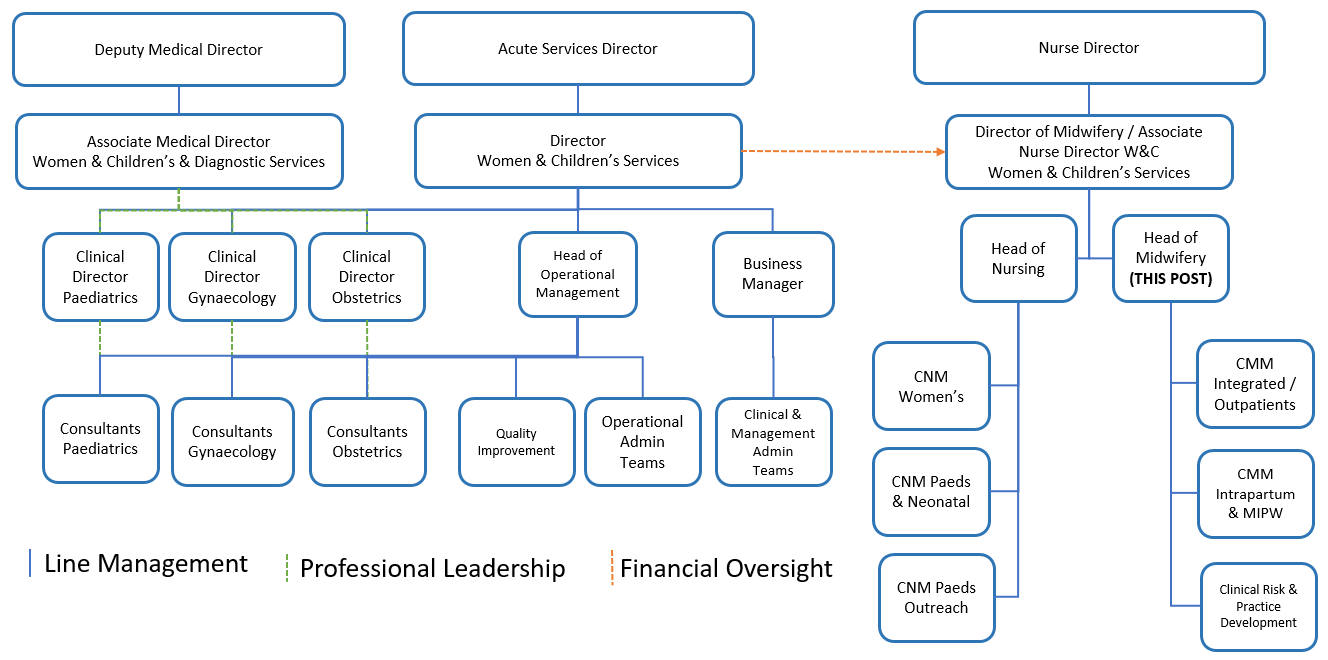 Deputy Medical Director
Acute Services Director
Nurse Director
Associate Medical Director
Women & Children's & Diagnostic Services
Director
Women & Children's Services
Director of Midwifery / Associate
Nurse Director W&C
Women & Children's Services
Clinical
Director
Paediatrics
Clinical
Director
Gynaecology
Clinical
Director
Obstetrics
Head of
Operational
Management
Business
Manager
Head of
Nursing
Head of
Midwifery
(THIS POST)
Consultants
Paediatrics
Consultants
Gynaecology
Consultants
Obstetrics
Quality
Improvement
Operational
Admin
Teams
Clinical &
Management
Admin
Teams
CNM
Women's
CMM
Integrated /
Outpatients
CNM Paeds
& Neonatal
CMM
Intrapartum
& MIPW
CNM Paeds
Outreach
Clinical Risk &
Practice
Development
Line Management
Professional Leadership
Financial Oversight